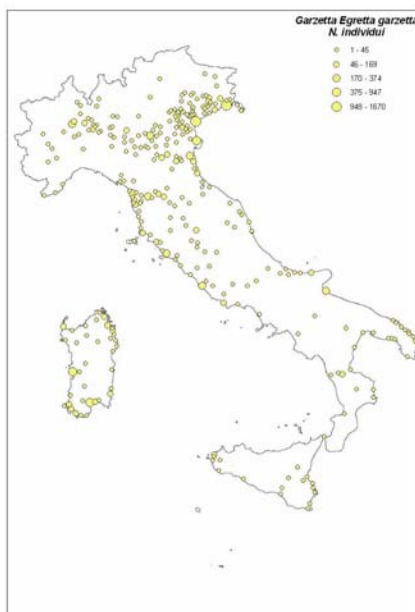 Garzetta Egretta garzetta
N. individui
1 - 45
46 - 169
170 - 374
375 - 947
948 - 1670